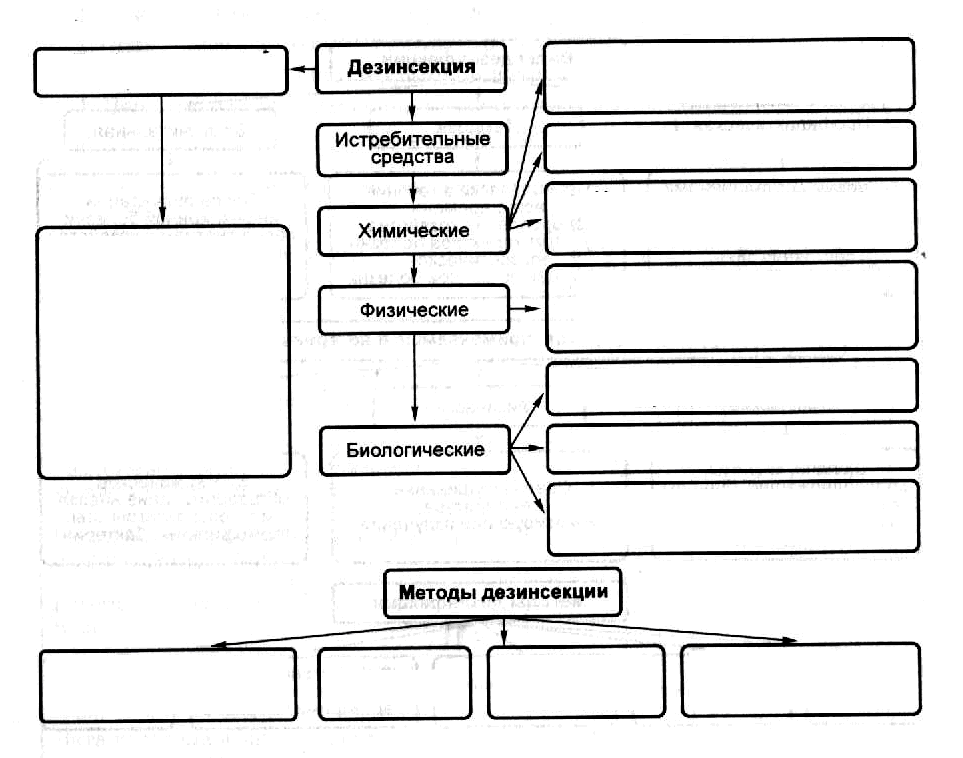 Дезинсекция
Истребительные
средства
Химические
Физические
Биологические
Методы дезинсекции